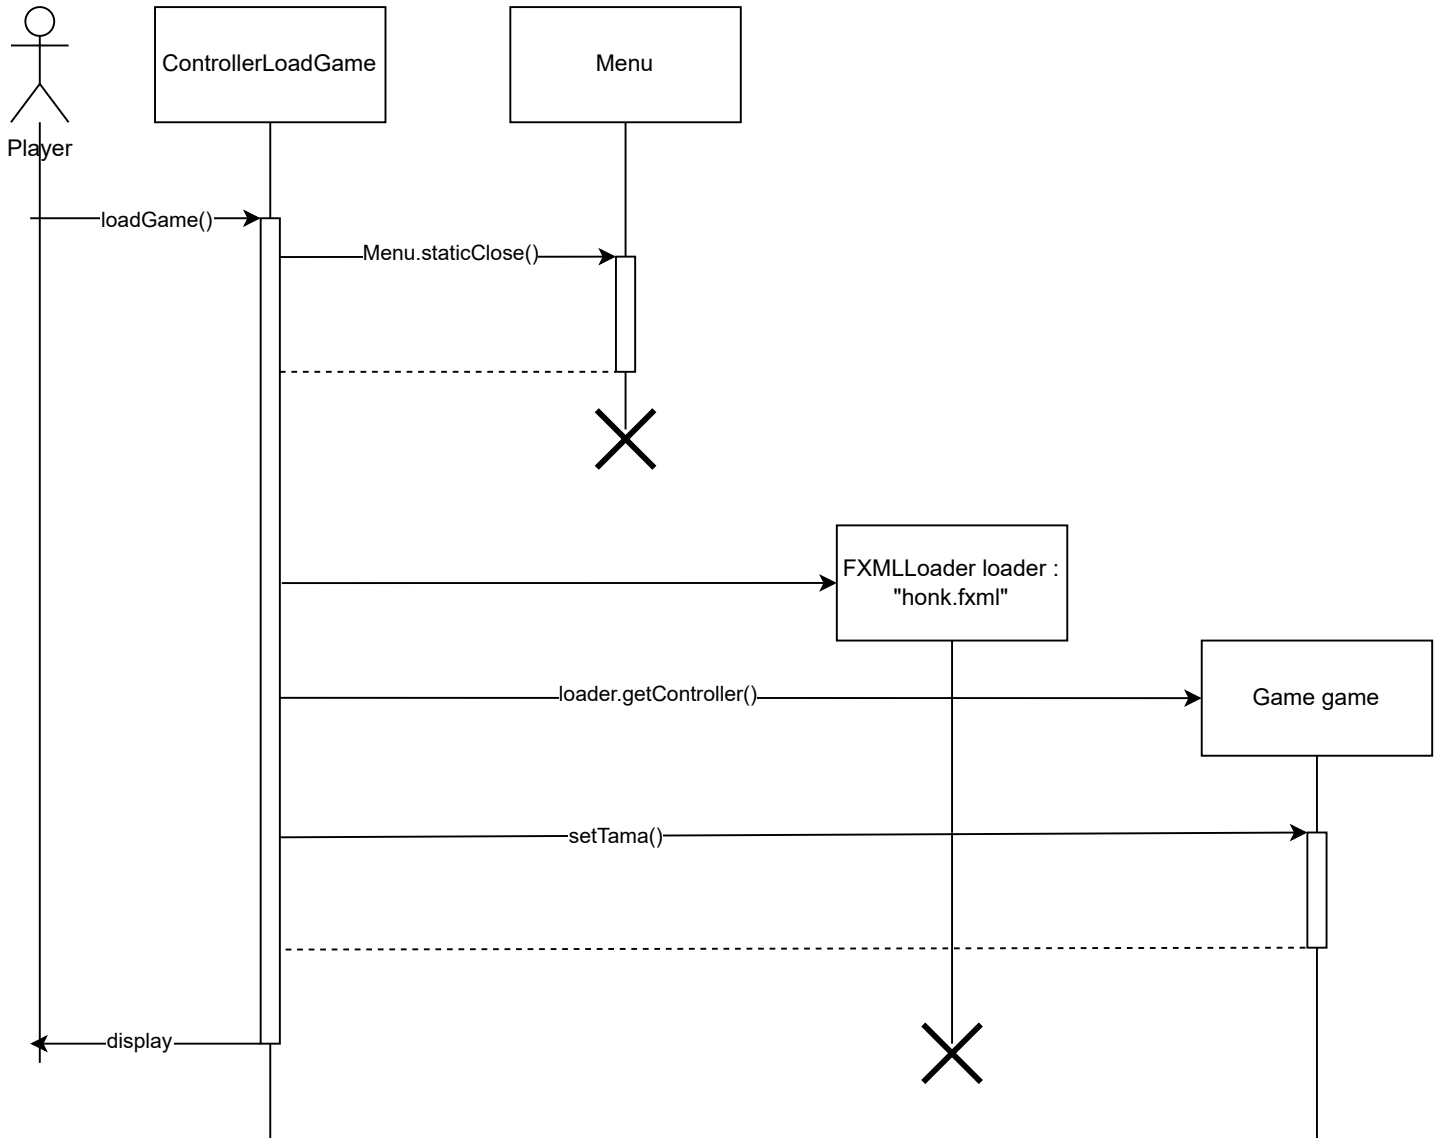 ControllerLoadGame
Menu
Player
loadGame()
Menu.staticClose()
FXMLLoader loader :
"honk.fxml"
loader.getController()
Game game
setTama()
display